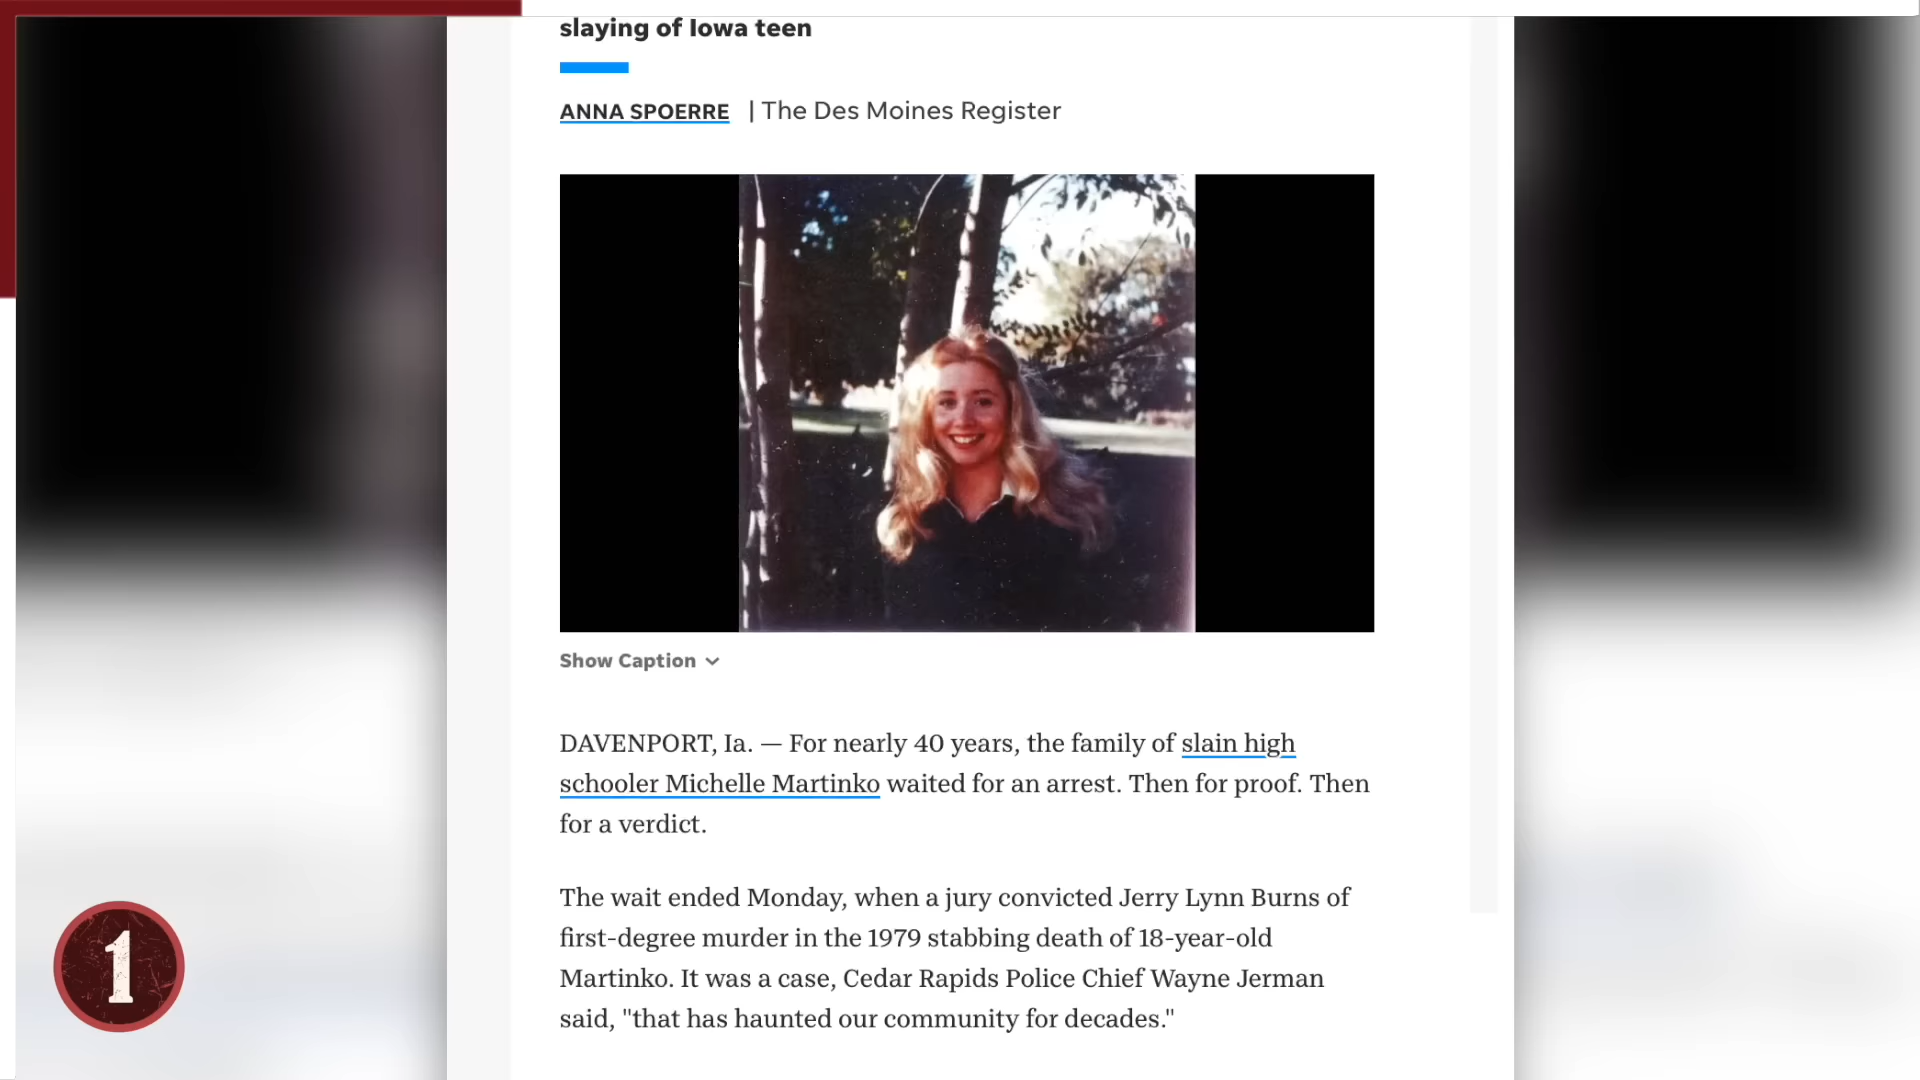 slaying of Iowa teen
ANNA SPOERRE | The Des Moines Register
Show Caption
DAVENPORT, Ia. — For nearly 40 years, the family of slain high
schooler Michelle Martinko waited for an arrest. Then for proof. Then
for a verdict.
The wait ended Monday, when a jury convicted Jerry Lynn Burns of
first-degree murder in the 1979 stabbing death of 18-year-old
Martinko. It was a case, Cedar Rapids Police Chief Wayne Jerman
said, "that has haunted our community for decades."
1